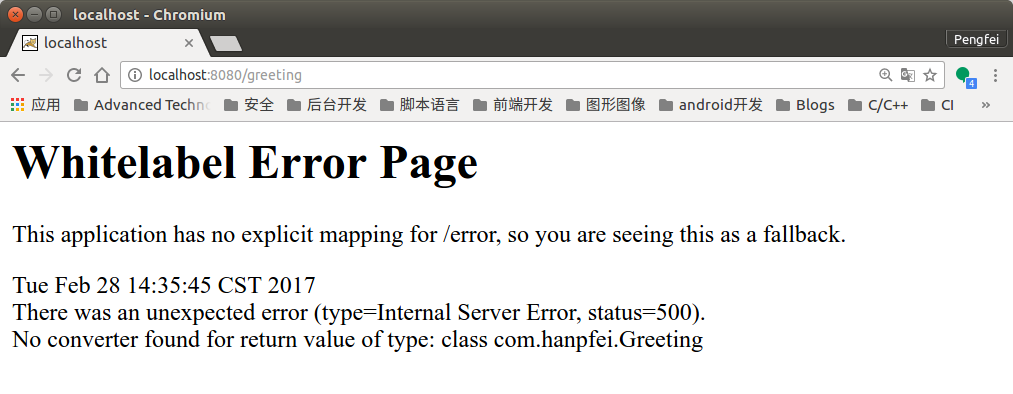 localhost - Chromium
localhost
Pengfei
localhost:8080/greeting
4
应用 Advanced Techno 安全 后台开发 脚本语言 前端开发 图形图像 android开发 Blogs C/C++ CI »
Whitelabel Error Page
This application has no explicit mapping for /error, so you are seeing this as a fallback.
Tue Feb 28 14:35:45 CST 2017
There was an unexpected error (type=Internal Server Error, status=500).
No converter found for return value of type: class com.hanpfei.Greeting